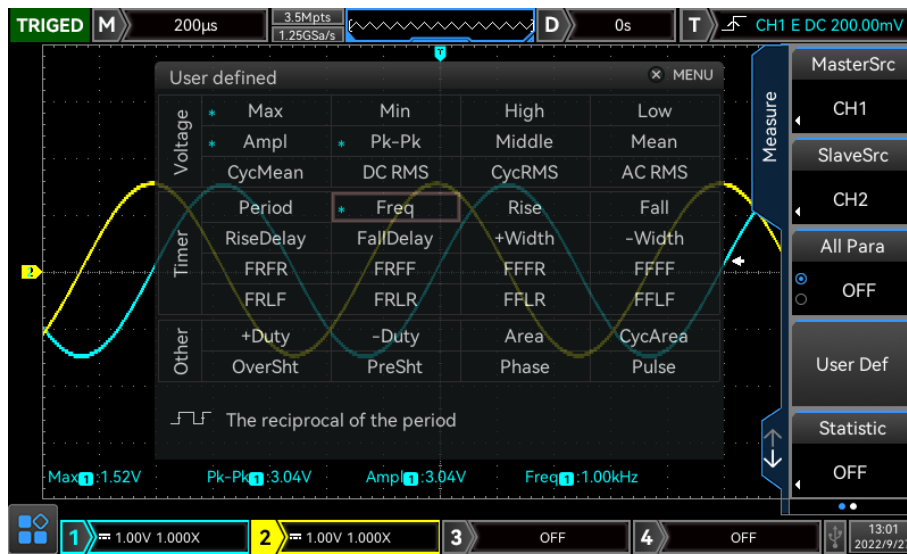 TRIGED M 200μs 3.5Mpts 1.25GSa/s D 0s T CH1 E DC 200.00mV
T
User defined MENU
Voltage
* Max Min High Low
* Ampl * Pk-Pk Middle Mean
CycMean DC RMS CycRMS AC RMS
Timer
Period * Freq Rise Fall
RiseDelay FallDelay +Width -Width
FRFR FRFF FFFR FFFF
FRLF FRLR FFLR FFLF
Other
+Duty -Duty Area CycArea
OverSht PreSht Phase Pulse
The reciprocal of the period
2
Measure
MasterSrc
CH1
SlaveSrc
CH2
All Para
OFF
User Def
Statistic
OFF
Max1:1.52V Pk-Pk1:3.04V Ampl1:3.04V Freq1:1.00kHz
1 1.00V 1.000X 2 1.00V 1.000X 3 OFF 4 OFF
13:01
2022/9/27